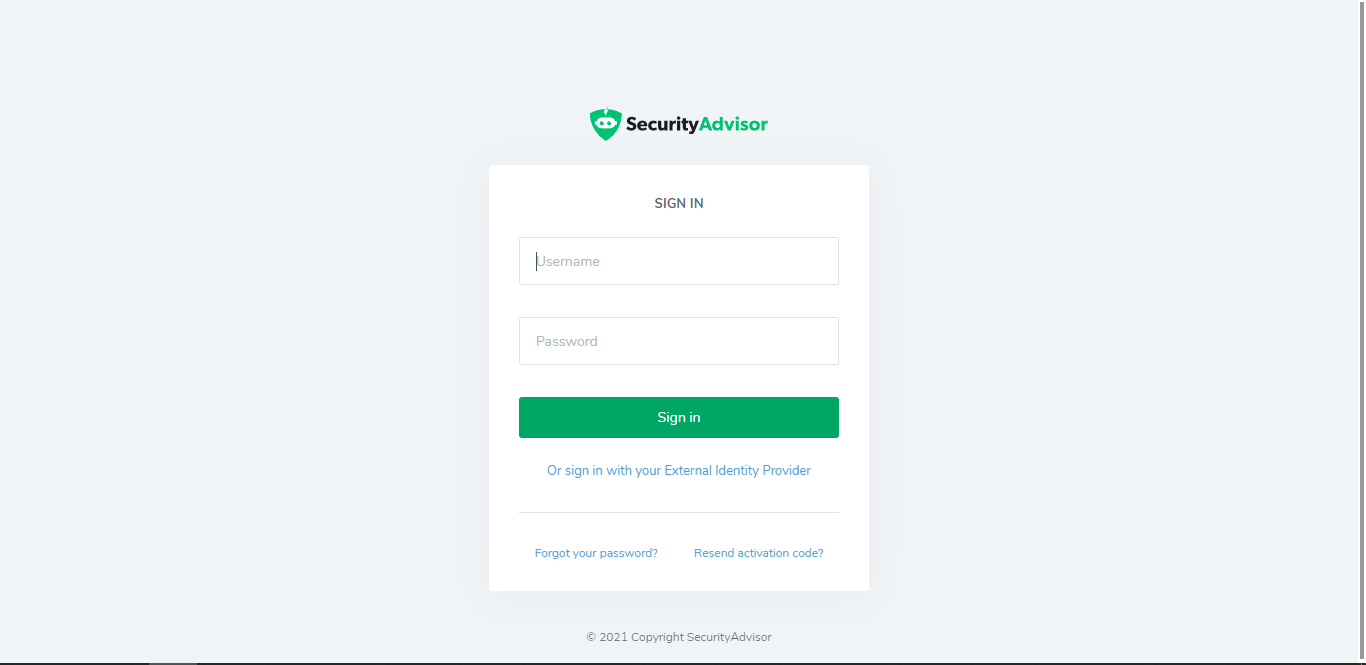 SecurityAdvisor
SIGN IN
Username
Password
Sign in
Or sign in with your External Identity Provider
Forgot your password? Resend activation code?
© 2021 Copyright SecurityAdvisor